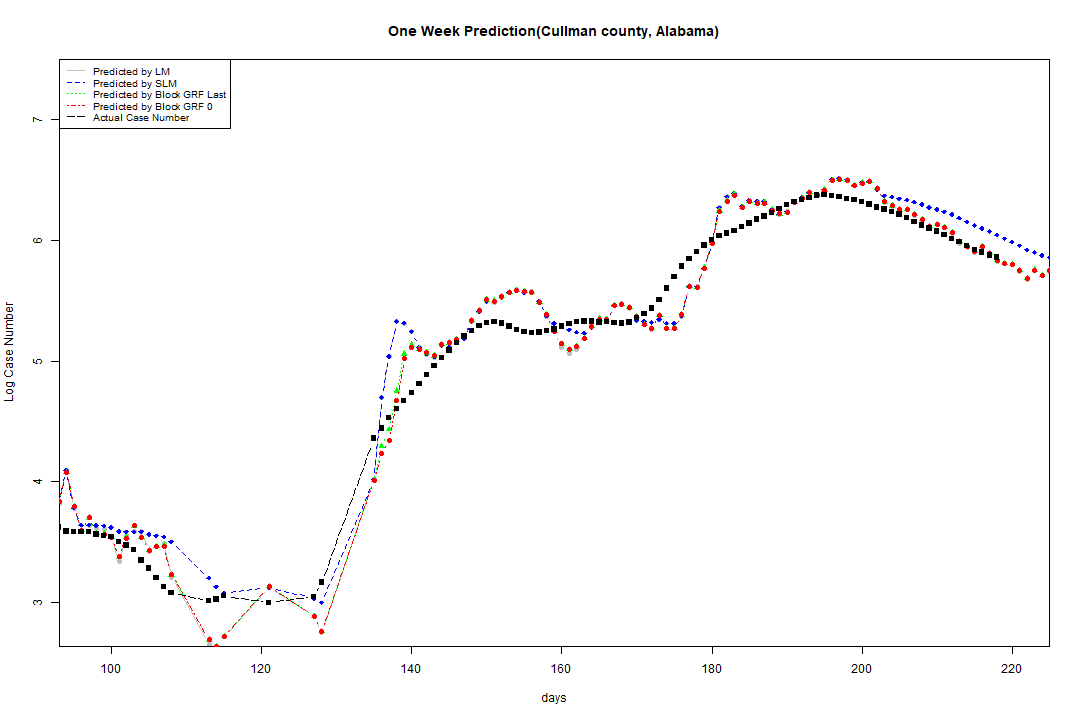 One Week Prediction(Cullman county, Alabama)
Predicted by LM
Predicted by SLM
Predicted by Block GRF Last
Predicted by Block GRF 0
Actual Case Number
7
6
5
4
3
Log Case Number
100 120 140 160 180 200 220
days